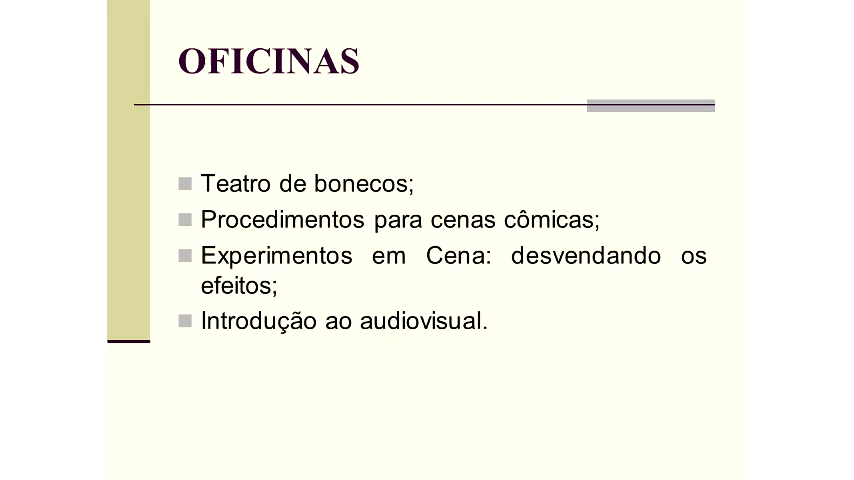 OFICINAS
Teatro de bonecos;
Procedimentos para cenas cômicas;
Experimentos em Cena: desvendando os
efeitos;
Introdução ao audiovisual.